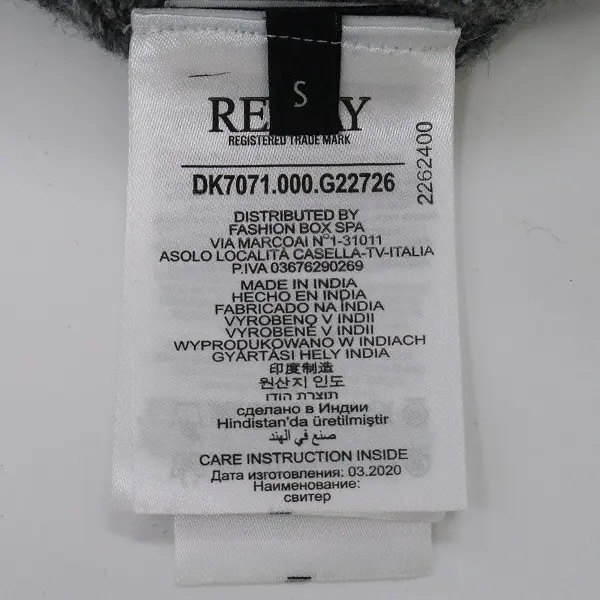 S
REPLAY
REGISTERED TRADE MARK
DK7071.000.G22726
2262400
DISTRIBUTED BY
FASHION BOX SPA
VIA MARCOAI N°1-31011
ASOLO LOCALITÀ CASELLA-TV-ITALIA
P.IVA 03676290269
MADE IN INDIA
HECHO EN INDIA
FABRICADO NA ÍNDIA
VYROBENO V INDII
VYROBENÉ V INDII
WYPRODUKOWANO W INDIACH
GYÁRTÁSI HELY INDIA
印度制造
원산지 인도
תוצרת הודו
сделано в Индии
Hindistan'da üretilmiştir
صنع في الهند
CARE INSTRUCTION INSIDE
Дата изготовления: 03.2020
Наименование:
свитер